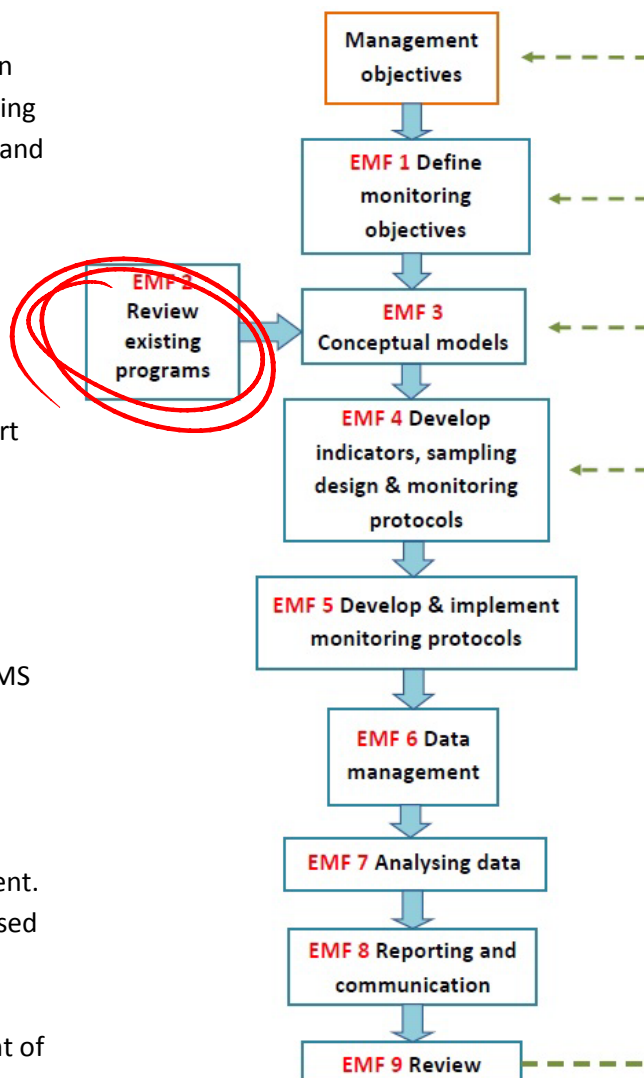 n
ing
and
rt
MS
ent.
sed
nt of
Management
objectives
EMF 1 Define
monitoring
objectives
EMF 2
Review
existing
programs
EMF 3
Conceptual models
EMF 4 Develop
indicators, sampling
design & monitoring
protocols
EMF 5 Develop & implement
monitoring protocols
EMF 6 Data
management
EMF 7 Analysing data
EMF 8 Reporting and
communication
EMF 9 Review